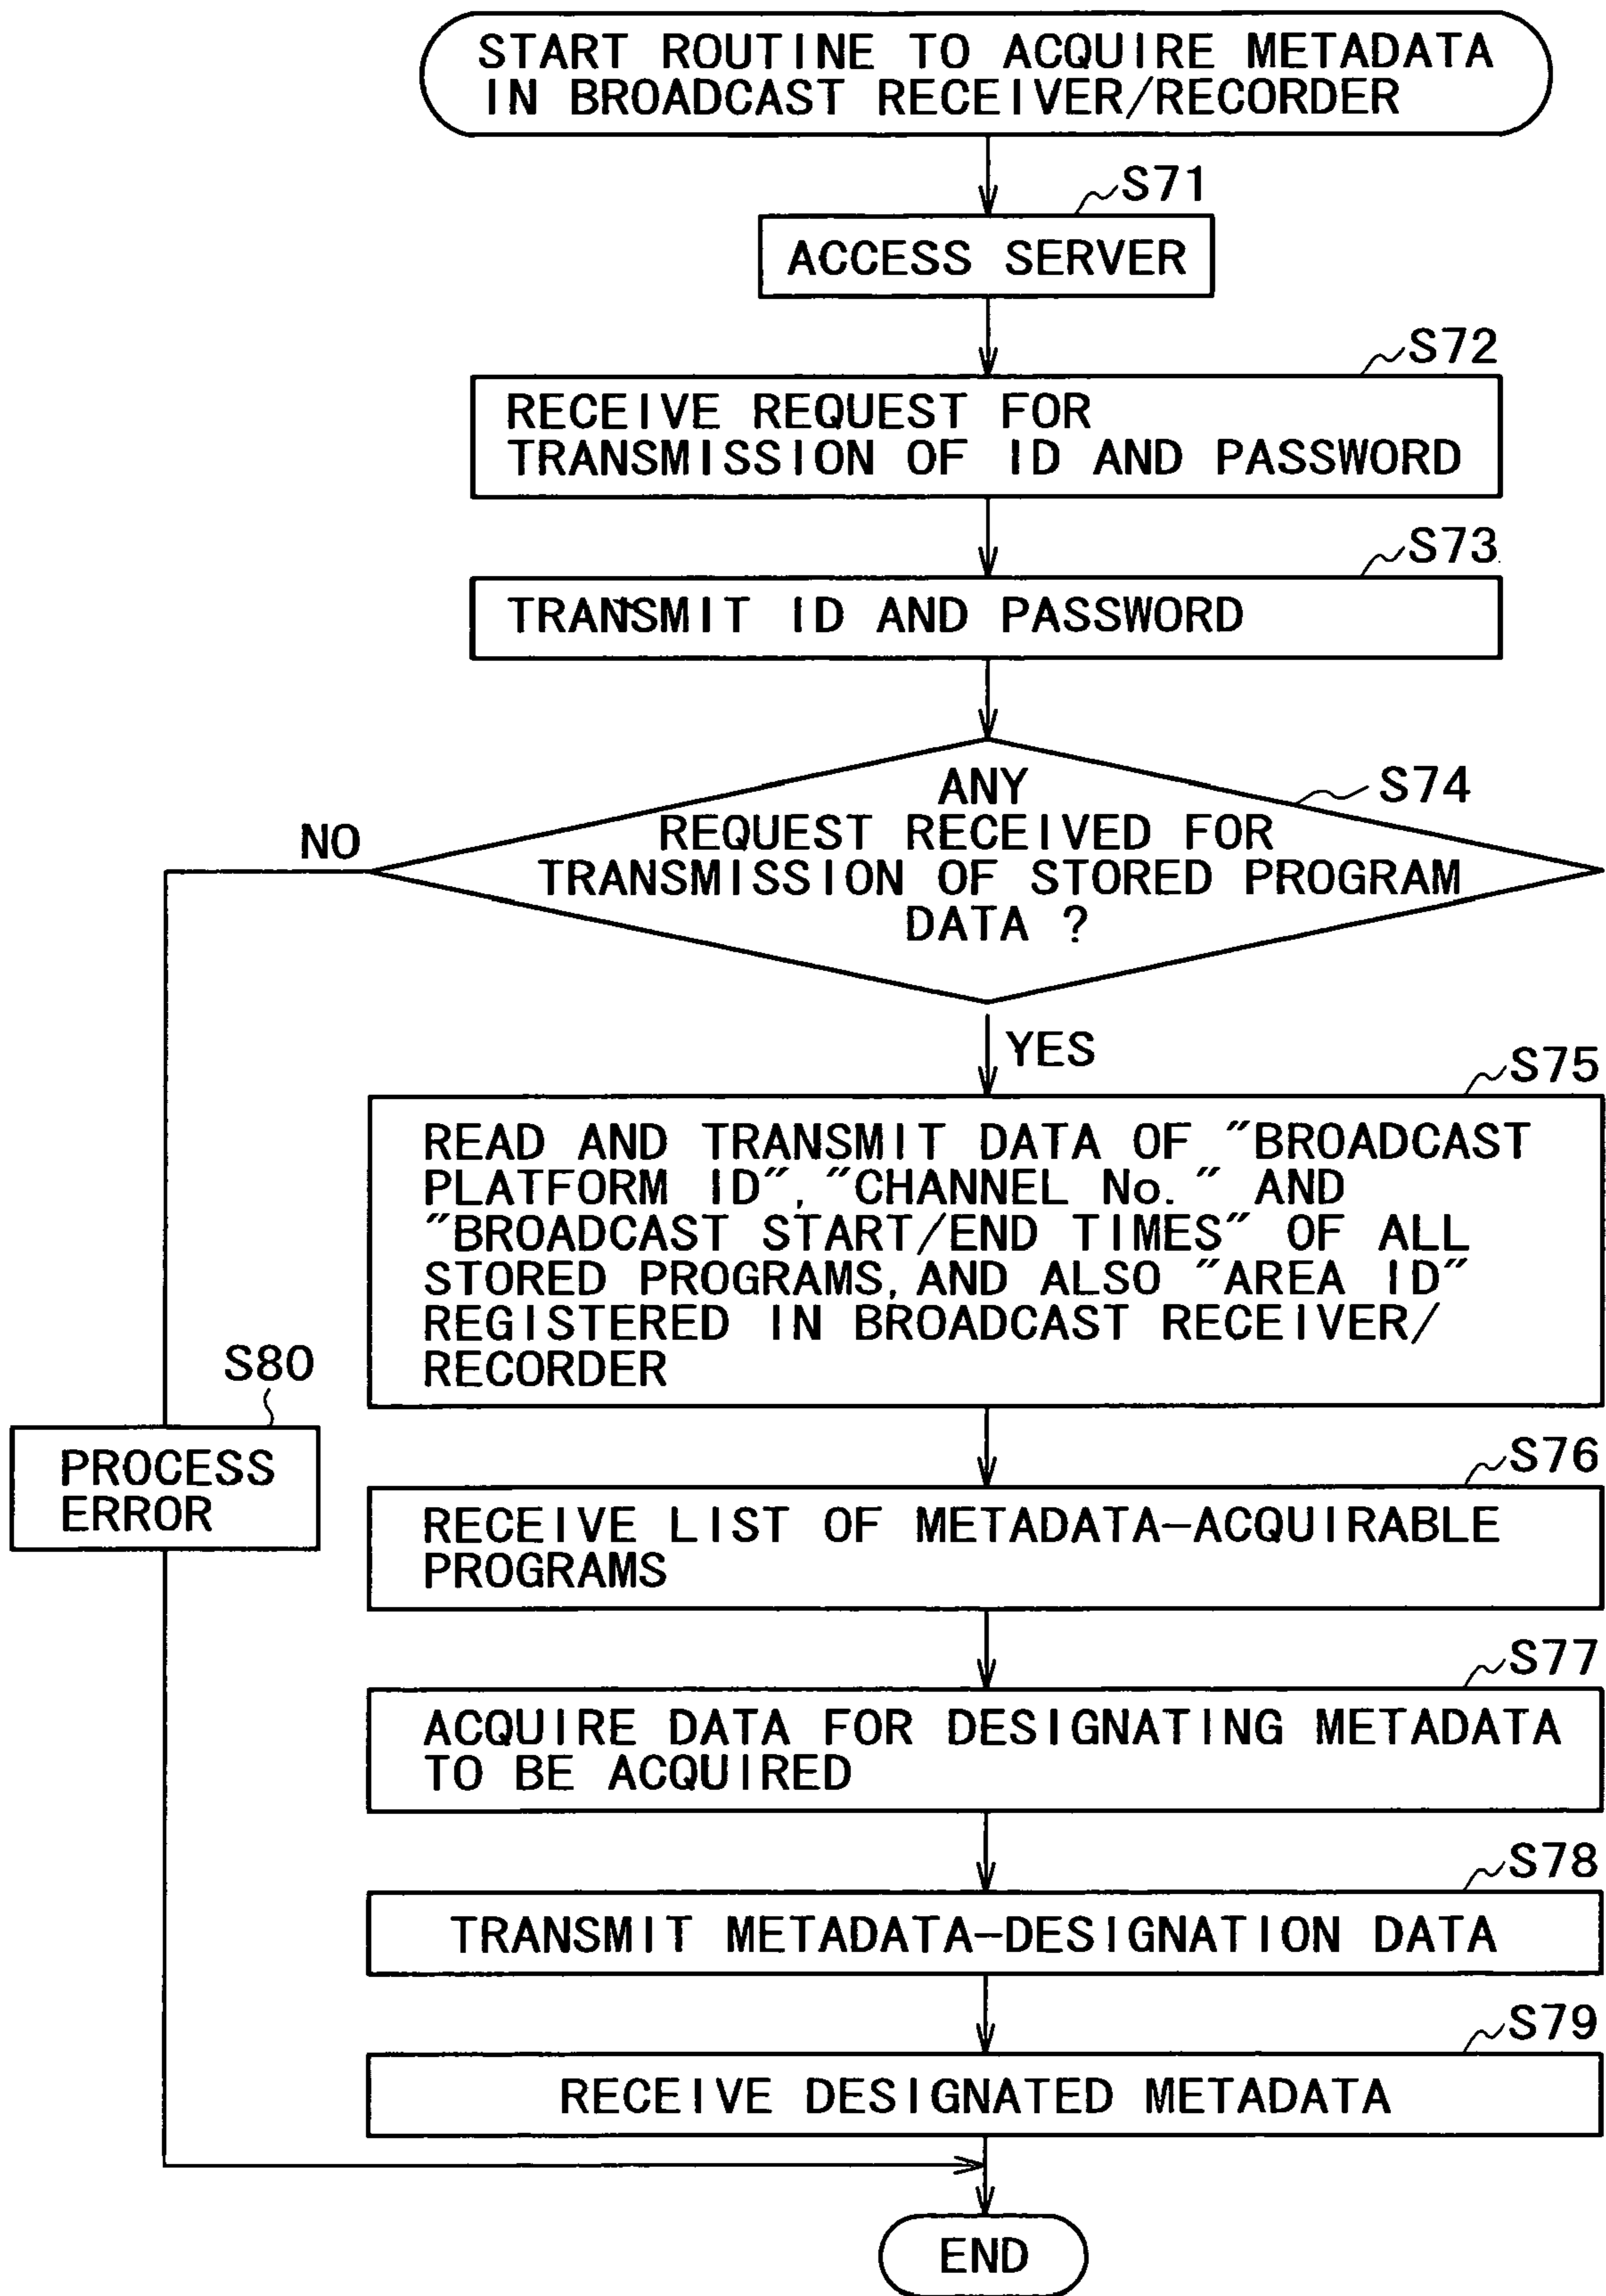 START ROUTINE TO ACQUIRE METADATA
IN BROADCAST RECEIVER/RECORDER
S71
ACCESS SERVER
S72
RECEIVE REQUEST FOR
TRANSMISSION OF ID AND PASSWORD
S73
TRANSMIT ID AND PASSWORD
S74
ANY
REQUEST RECEIVED FOR
TRANSMISSION OF STORED PROGRAM
DATA ?
NO
YES
S75
READ AND TRANSMIT DATA OF "BROADCAST
PLATFORM ID", "CHANNEL No." AND
"BROADCAST START/END TIMES" OF ALL
STORED PROGRAMS, AND ALSO "AREA ID"
REGISTERED IN BROADCAST RECEIVER/
RECORDER
S80
PROCESS
ERROR
S76
RECEIVE LIST OF METADATA-ACQUIRABLE
PROGRAMS
S77
ACQUIRE DATA FOR DESIGNATING METADATA
TO BE ACQUIRED
S78
TRANSMIT METADATA-DESIGNATION DATA
S79
RECEIVE DESIGNATED METADATA
END